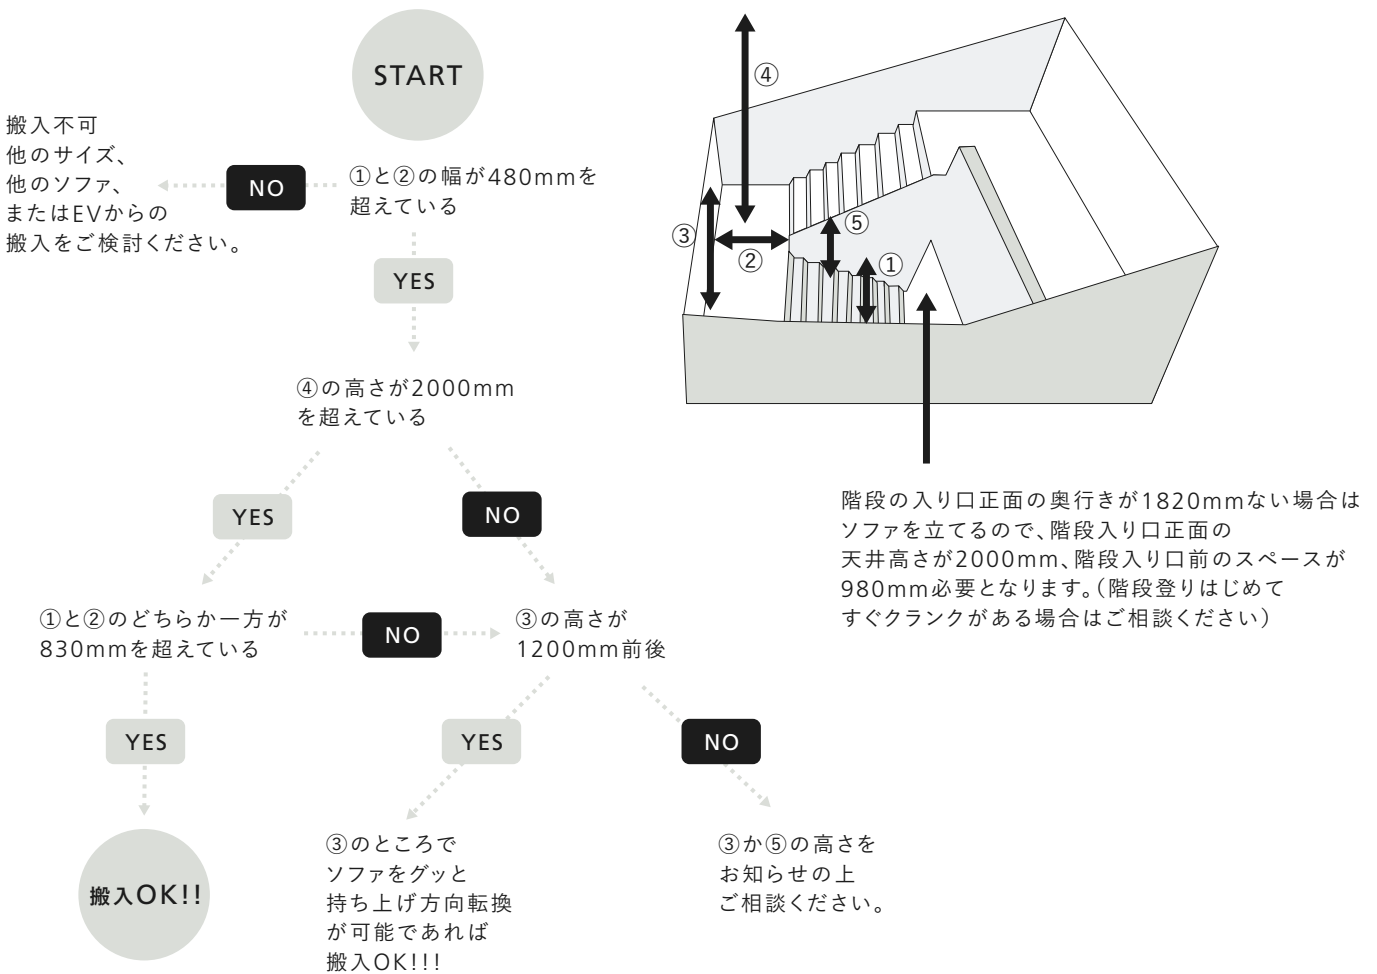 START
搬入不可
他のサイズ、
他のソファ、
またはEVからの
搬入をご検討ください。
NO
①と②の幅が480mmを
超えている
YES
④の高さが2000mm
を超えている
YES
NO
①と②のどちらか一方が
830mmを超えている
NO
③の高さが
1200mm前後
YES
YES
NO
搬入OK!!
③のところで
ソファをグッと
持ち上げ方向転換
が可能であれば
搬入OK!!!
③か⑤の高さを
お知らせの上
ご相談ください。
④
③
②
⑤
①
階段の入り口正面の奥行きが1820mmない場合は
ソファを立てるので、階段入り口正面の
天井高さが2000mm、階段入り口前のスペースが
980mm必要となります。（階段登りはじめて
すぐクランクがある場合はご相談ください）